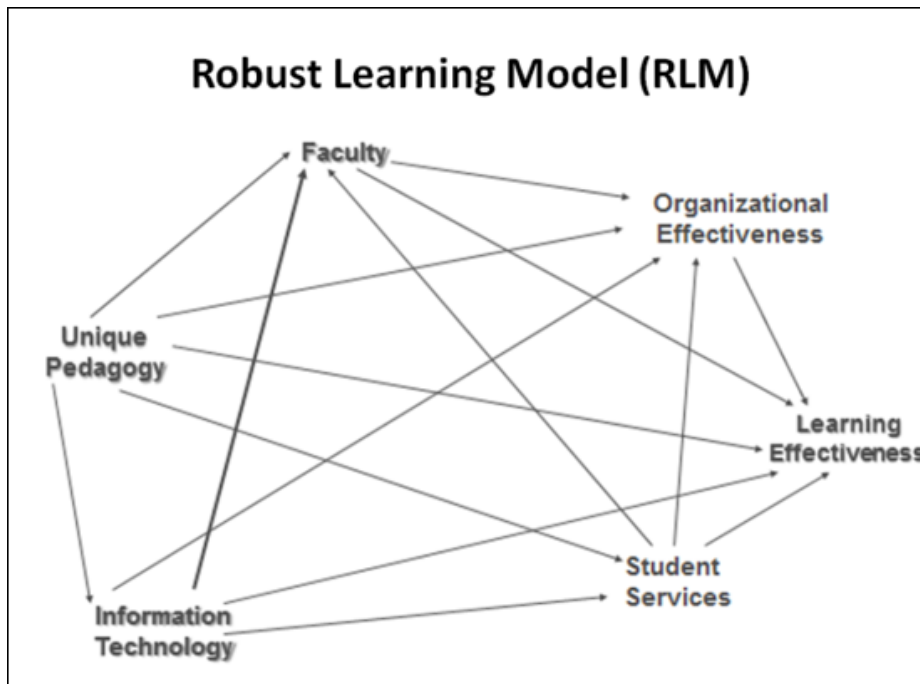 Robust Learning Model (RLM)
Faculty
Organizational
Effectiveness
Unique
Pedagogy
Learning
Effectiveness
Student
Services
Information
Technology